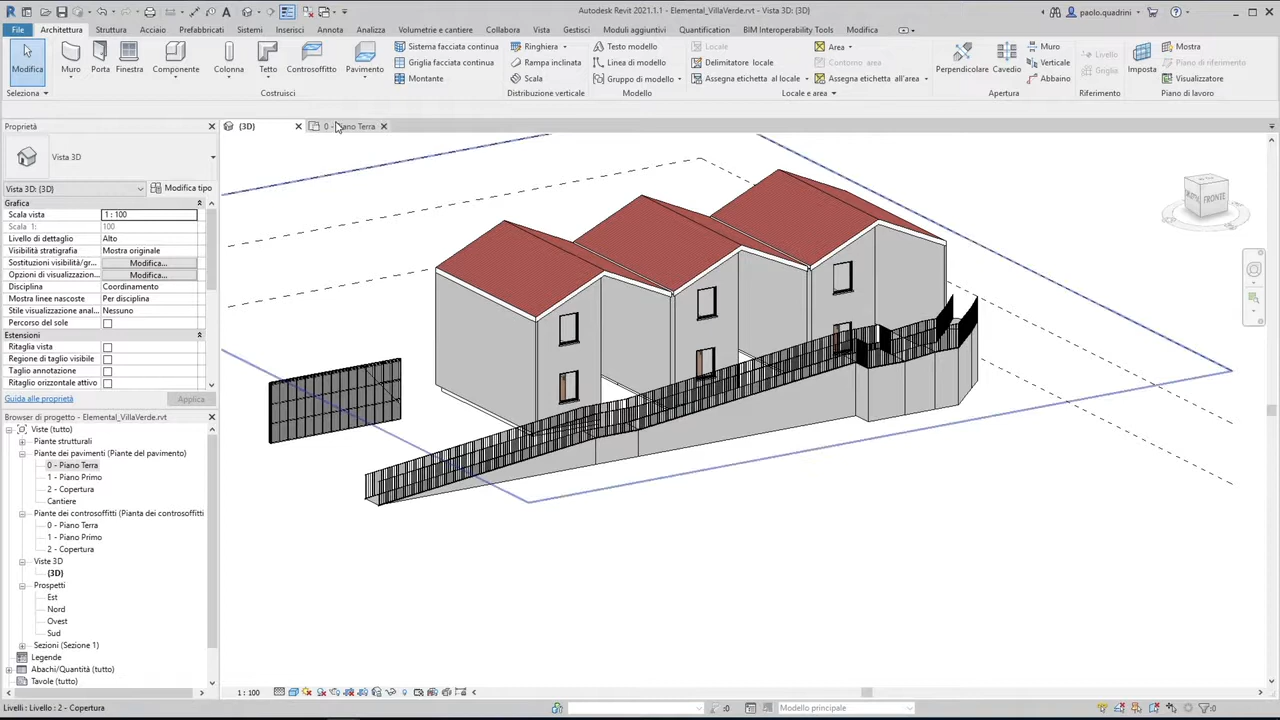 Autodesk Revit 2021.1.1 - Elemental_VillaVerde.rvt - Vista 3D: {3D}
paolo.quadrini
File Architettura Struttura Acciaio Prefabbricati Sistemi Inserisci Annota Analizza Volumetrie e cantiere Collabora Vista Gestisci Moduli aggiuntivi Quantification BIM Interoperability Tools Modifica
Modifica Muro Porta Finestra Componente Colonna Tetto Controsoffitto Pavimento
Sistema facciata continua
Griglia facciata continua
Montante
Ringhiera
Rampa inclinata
Scala
Testo modello
Linea di modello
Gruppo di modello
Locale
Delimitatore locale
Assegna etichetta al locale
Area
Contorno area
Assegna etichetta all'area
Perpendicolare Cavedio
Muro
Verticale
Abbaino
Livello
Griglie
Imposta
Mostra
Piano di riferimento
Visualizzatore
Seleziona Costruisci Distribuzione verticale Modello Locale e area Apertura Riferimento Piano di lavoro
Proprietà
{3D}
0 - Piano Terra
Vista 3D
Vista 3D: {3D} Modifica tipo
Grafica
Scala vista 1 : 100
Scala 1: 100
Livello di dettaglio Alto
Visibilità stratigrafia Mostra originale
Sostituzioni visibilità/gr... Modifica...
Opzioni di visualizzazion... Modifica...
Disciplina Coordinamento
Mostra linee nascoste Per disciplina
Stile visualizzazione anal... Nessuno
Percorso del sole
Estensioni
Ritaglia vista
Regione di taglio visibile
Taglio annotazione
Ritaglio orizzontale attivo
Guida alle proprietà Applica
Browser di progetto - Elemental_VillaVerde.rvt
Viste (tutto)
Piante strutturali
Piante dei pavimenti (Piante del pavimento)
0 - Piano Terra
1 - Piano Primo
2 - Copertura
Cantiere
Piante dei controsoffitti (Pianta dei controsoffitti
0 - Piano Terra
1 - Piano Primo
2 - Copertura
Viste 3D
{3D}
Prospetti
Est
Nord
Ovest
Sud
Sezioni (Sezione 1)
Legende
Abachi/Quantità (tutto)
Tavole (tutto)
FRONTE
1 : 100
Livelli : Livello : 2 - Copertura
:0
Modello principale
:0